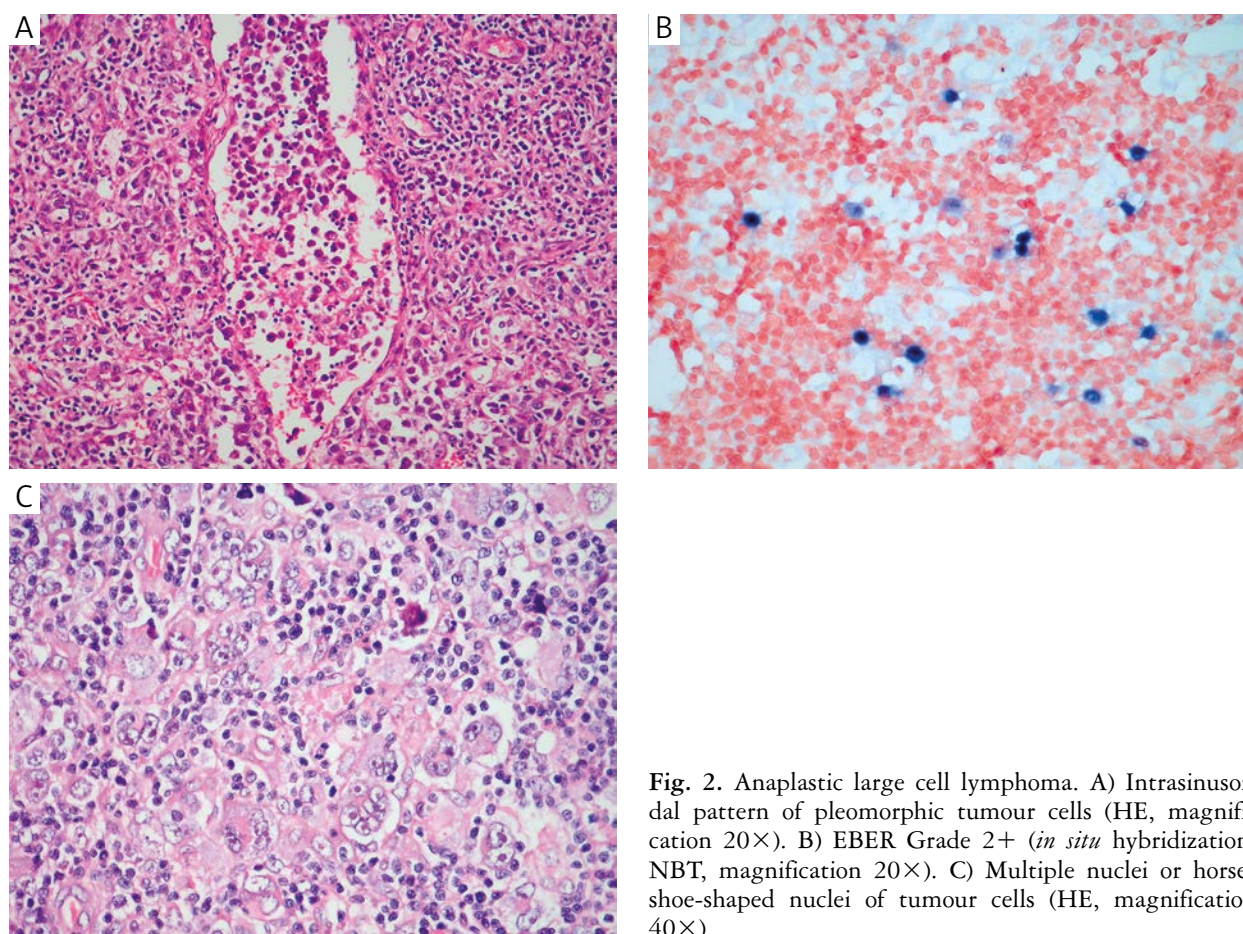 A
B
C
Fig. 2. Anaplastic large cell lymphoma. A) Intrasinusoi
dal pattern of pleomorphic tumour cells (HE, magnifi
cation 20×). B) EBER Grade 2+ (in situ hybridization
NBT, magnification 20×). C) Multiple nuclei or horse
shoe-shaped nuclei of tumour cells (HE, magnificatio
40×)